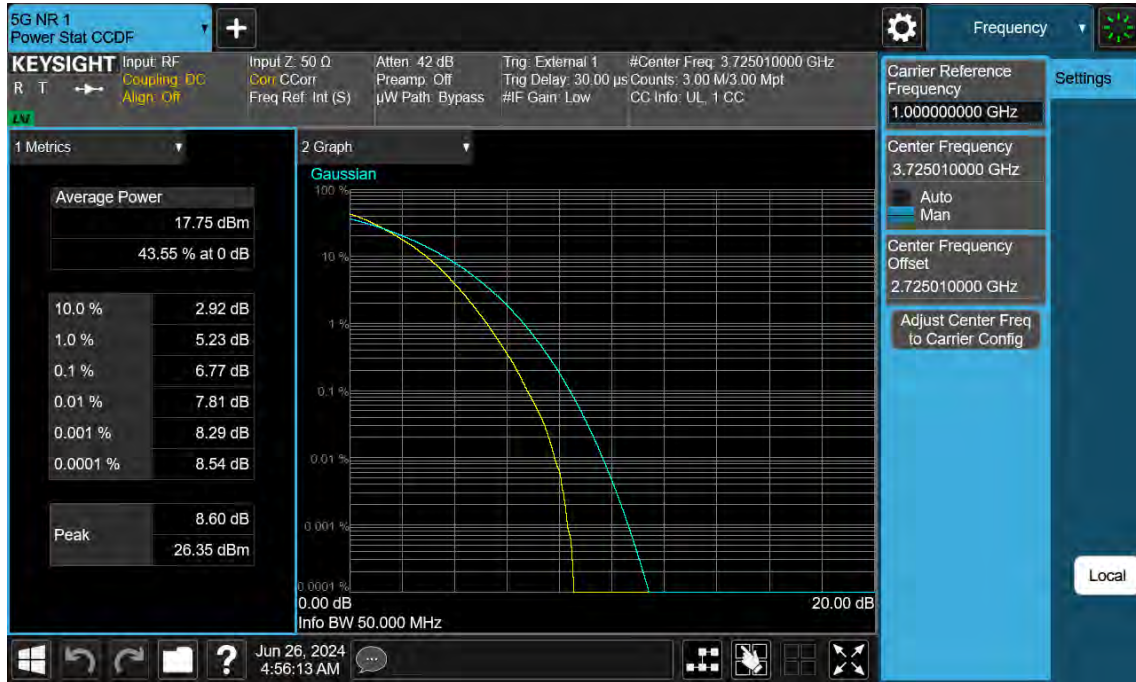 5G NR 1
Power Stat CCDF
+
Frequency
KEYSIGHT
R T
LXI
Input: RF
Coupling: DC
Align: Off
Input Z: 50 Ω
Corr CCorr
Freq Ref: Int (S)
Atten: 42 dB
Preamp: Off
µW Path: Bypass
Trig: External 1
Trig Delay: 30.00 µs
#IF Gain: Low
#Center Freq: 3.725010000 GHz
Counts: 3.00 M/3.00 Mpt
CC Info: UL, 1 CC
1 Metrics
Average Power
17.75 dBm
43.55 % at 0 dB
10.0 % 2.92 dB
1.0 % 5.23 dB
0.1 % 6.77 dB
0.01 % 7.81 dB
0.001 % 8.29 dB
0.0001 % 8.54 dB
Peak
8.60 dB
26.35 dBm
2 Graph
Gaussian
100 %
10 %
1 %
0.1 %
0.01 %
0.001 %
0.0001 %
0.00 dB 20.00 dB
Info BW 50.000 MHz
Carrier Reference
Frequency
1.000000000 GHz
Center Frequency
3.725010000 GHz
Auto
Man
Center Frequency
Offset
2.725010000 GHz
Adjust Center Freq
to Carrier Config
Settings
Local
?
Jun 26, 2024
4:56:13 AM